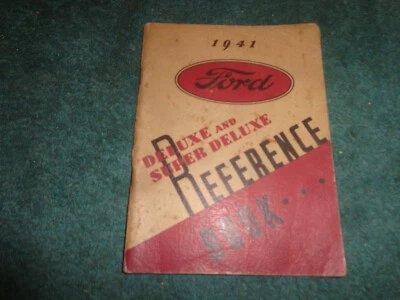 1941
Ford
DELUXE AND
SUPER DELUXE
REFERENCE
BOOK...